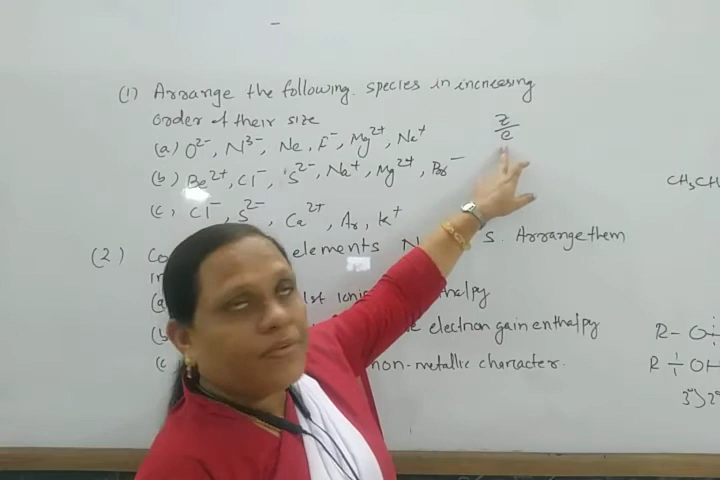 (1) Arrange the following species in increasing
order of their size
(a) O²⁻, N³⁻, Ne, F⁻, Mg²⁺, Na⁺
z/e
(b) Be²⁺, Cl⁻, S²⁻, Na⁺, Mg²⁺, Br⁻
(c) Cl⁻, S²⁻, Ca²⁺, Ar, K⁺
(2) elements N S. Arrange them
(a) 1st
(b) electron gain enthalpy
(c) non-metallic character.
CH₃CH
R-O
R OH
3°>2°